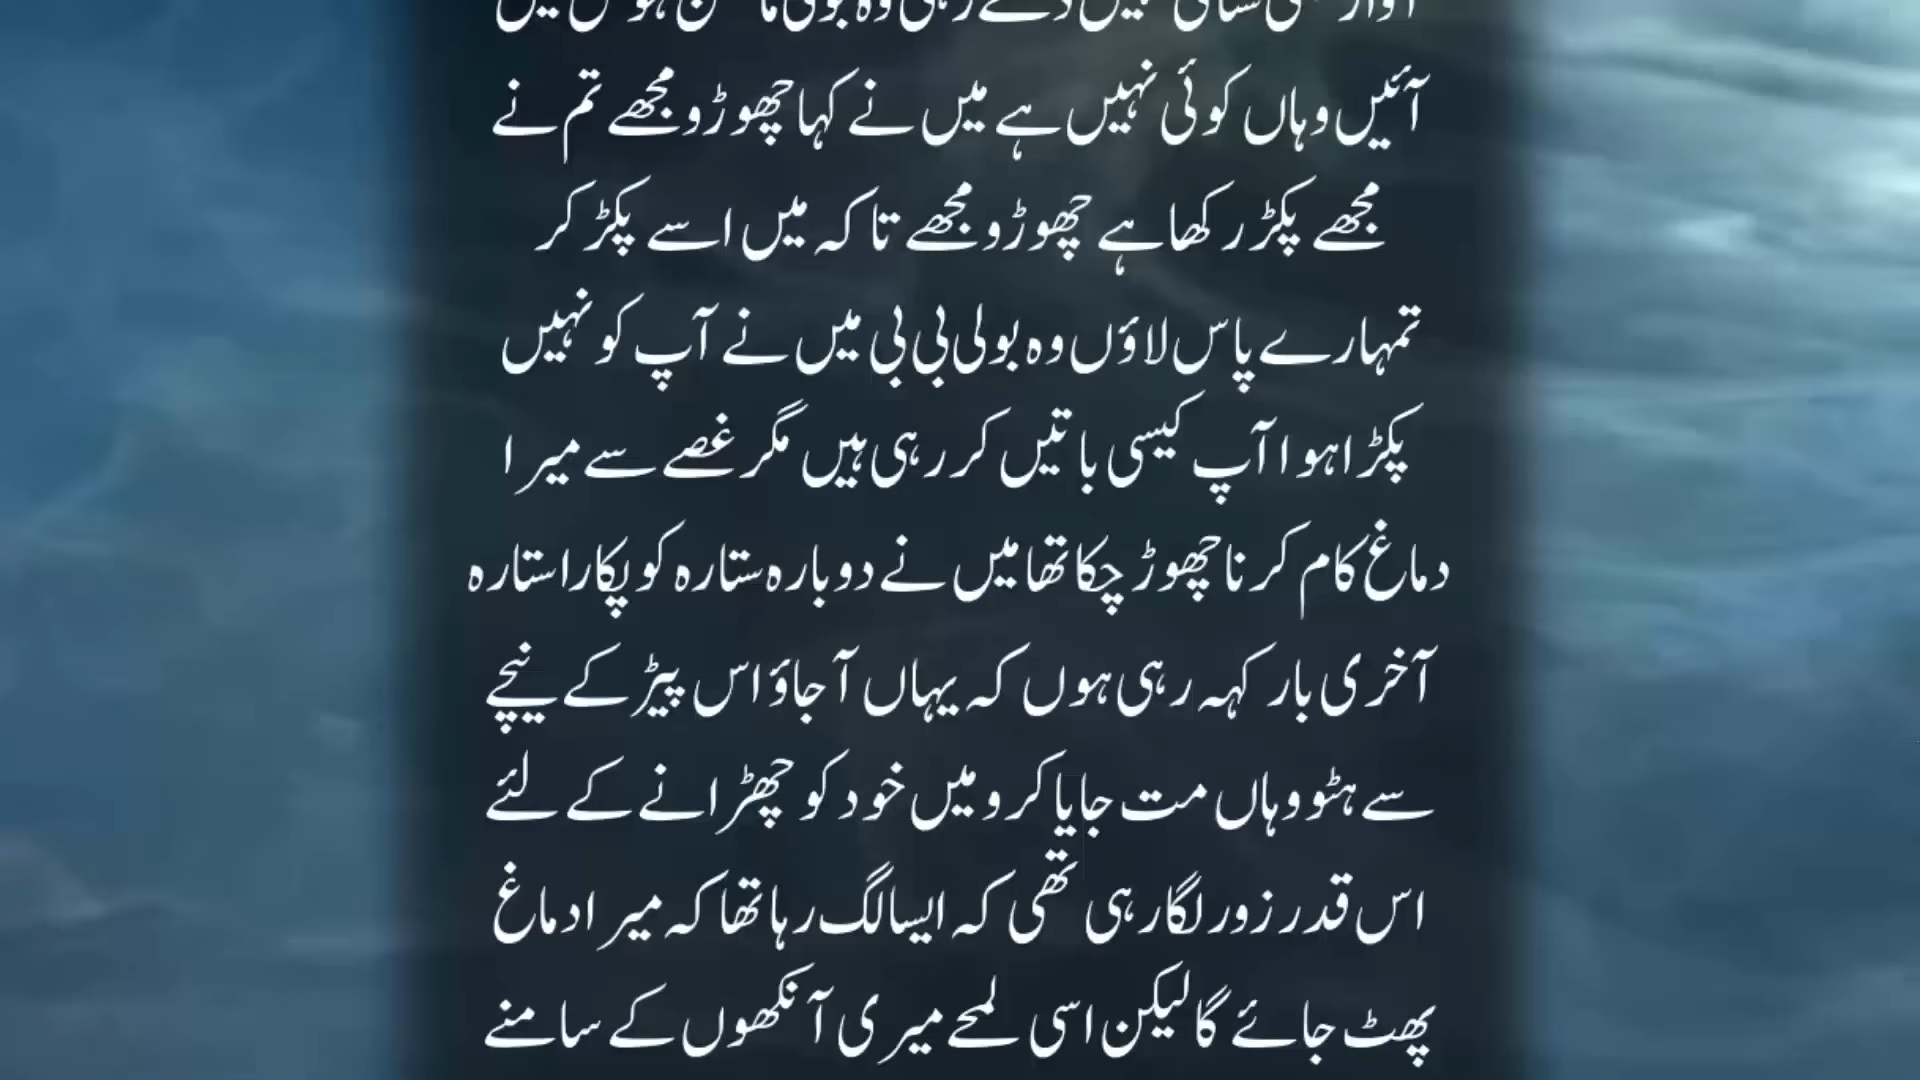 نہیں دے رہی وہ بولی
آئیں وہاں کوئی نہیں ہے میں نے کہا چھوڑو مجھے تم نے
مجھے پکڑ رکھا ہے چھوڑو مجھے تاکہ میں اسے پکڑ کر
تمہارے پاس لاؤں وہ بولی بی بی میں نے آپ کو نہیں
پکڑا ہوا آپ کیسی باتیں کر رہی ہیں مگر غصے سے میرا
دماغ کام کرنا چھوڑ چکا تھا میں نے دوبارہ ستارہ کو پکارا ستارہ
آخری بار کہہ رہی ہوں کہ یہاں آجاؤ اس پیڑ کے نیچے
سے ہٹو وہاں مت جایا کرو میں خود کو چھڑانے کے لئے
اس قدر زور لگا رہی تھی کہ ایسا لگ رہا تھا کہ میرا دماغ
پھٹ جائے گا لیکن اسی لمحے میری آنکھوں کے سامنے